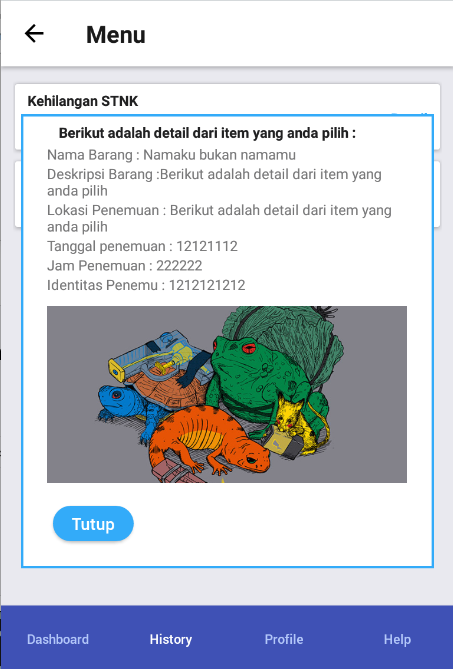 Menu
Kehilangan STNK
Berikut adalah detail dari item yang anda pilih :
Nama Barang : Namaku bukan namamu
Deskripsi Barang :Berikut adalah detail dari item yang
anda pilih
Lokasi Penemuan : Berikut adalah detail dari item yang
anda pilih
Tanggal penemuan : 12121112
Jam Penemuan : 222222
Identitas Penemu : 1212121212
Tutup
Dashboard
History
Profile
Help